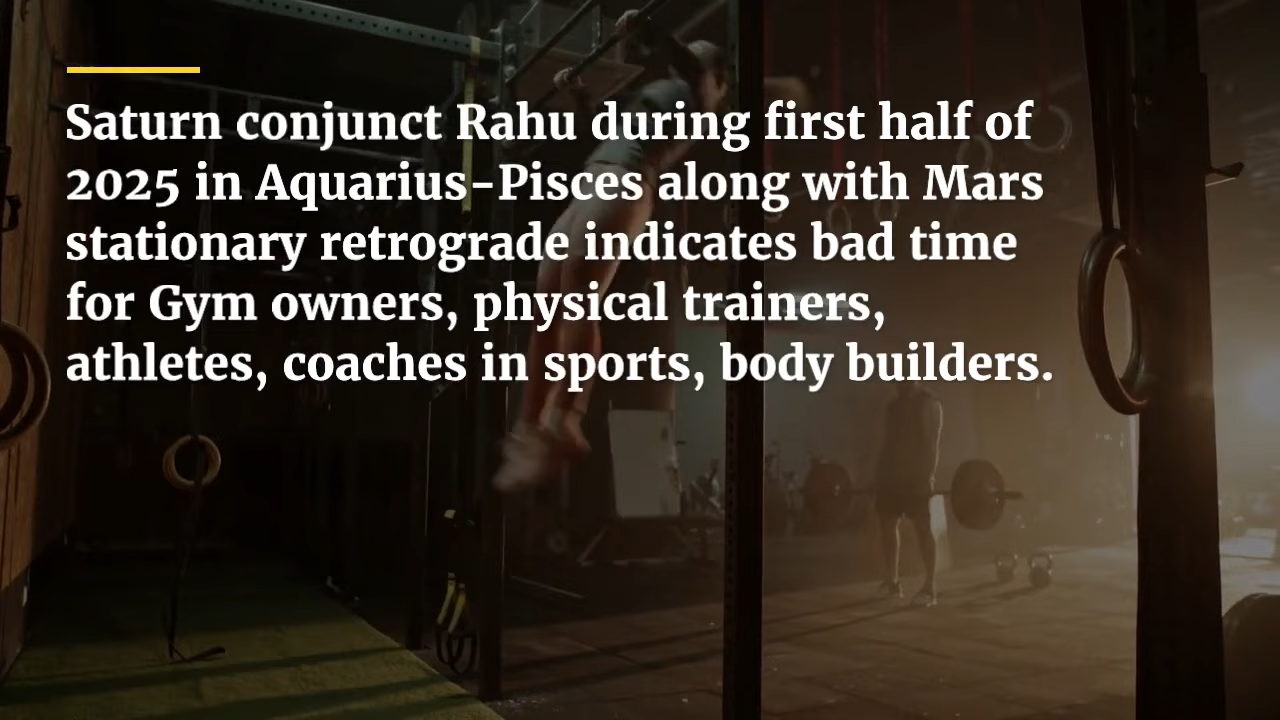 Saturn conjunct Rahu during first half of
2025 in Aquarius-Pisces along with Mars
stationary retrograde indicates bad time
for Gym owners, physical trainers,
athletes, coaches in sports, body builders.